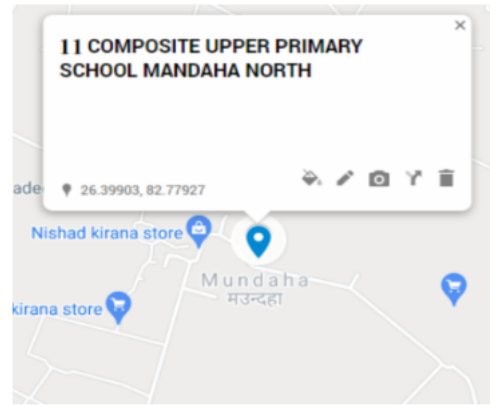 11 COMPOSITE UPPER PRIMARY
SCHOOL MANDAHA NORTH
ade
26.39903, 82.77927
Nishad kirana store
Mundaha
मउन्दहा
kirana store